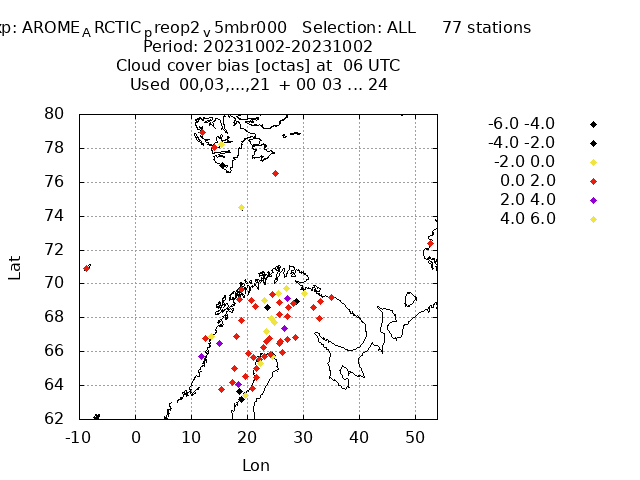 xp: AROME_ARCTIC_preop2_v5mbr000 Selection: ALL 77 stations
Period: 20231002-20231002
Cloud cover bias [octas] at 06 UTC
Used 00,03,...,21 + 00 03 ... 24
-6.0 -4.0
-4.0 -2.0
-2.0 0.0
0.0 2.0
2.0 4.0
4.0 6.0
80
78
76
74
72
70
68
66
64
62
Lat
-10 0 10 20 30 40 50
Lon